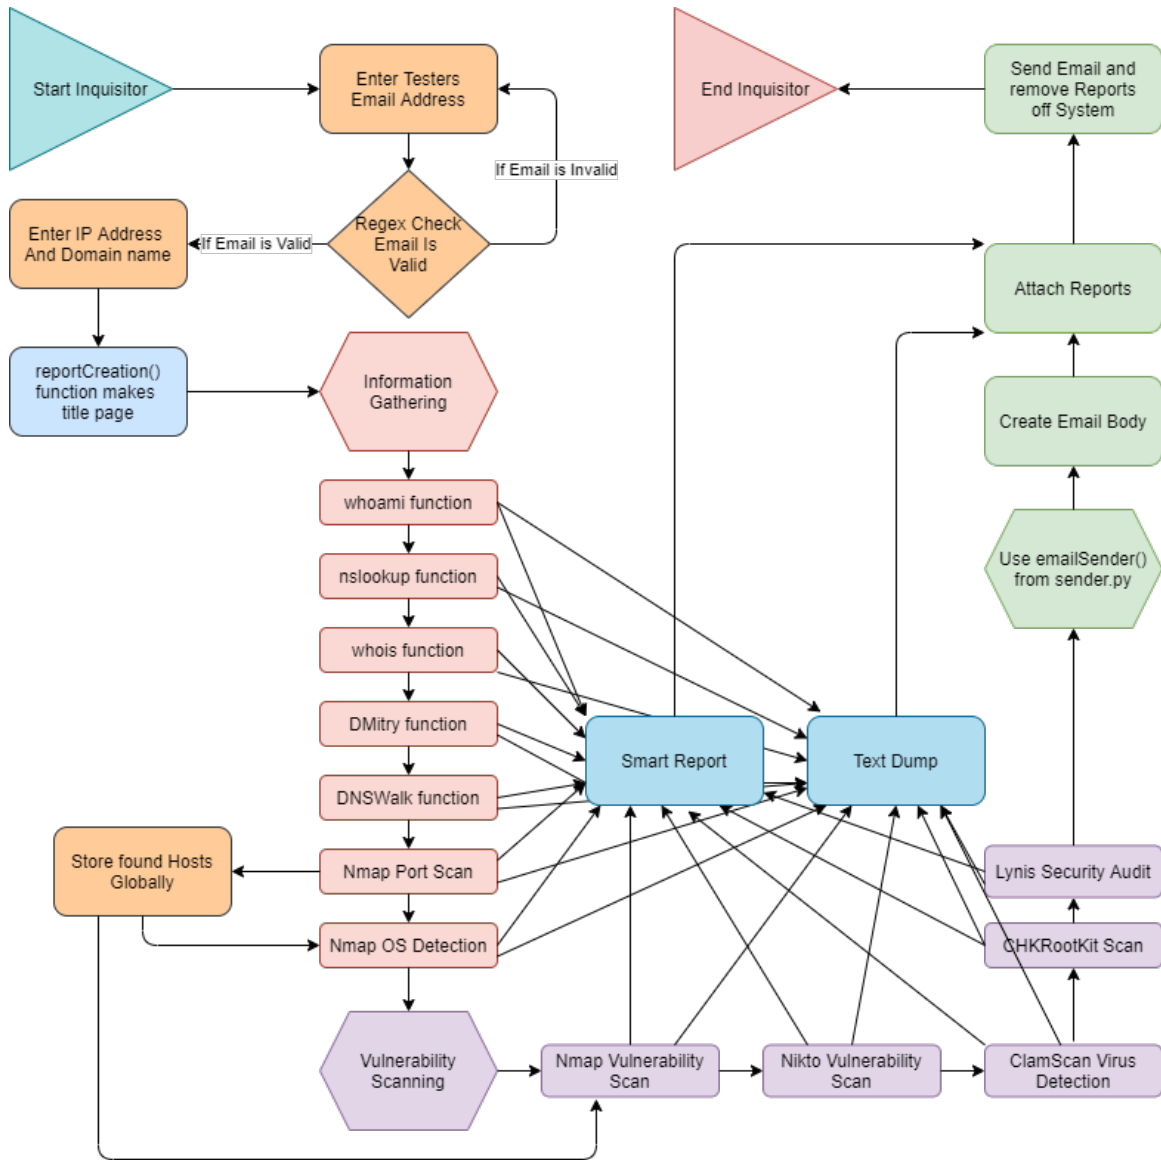 Start Inquisitor
Enter Testers
Email Address
End Inquisitor
Send Email and
remove Reports
off System
If Email is Invalid
Enter IP Address
And Domain name
If Email is Valid
Regex Check
Email Is
Valid
Attach Reports
reportCreation()
function makes
title page
Information
Gathering
Create Email Body
whoami function
nslookup function
Use emailSender()
from sender.py
whois function
DMitry function
Smart Report
Text Dump
DNSWalk function
Store found Hosts
Globally
Nmap Port Scan
Lynis Security Audit
Nmap OS Detection
CHKRootKit Scan
Vulnerability
Scanning
Nmap Vulnerability
Scan
Nikto Vulnerability
Scan
ClamScan Virus
Detection